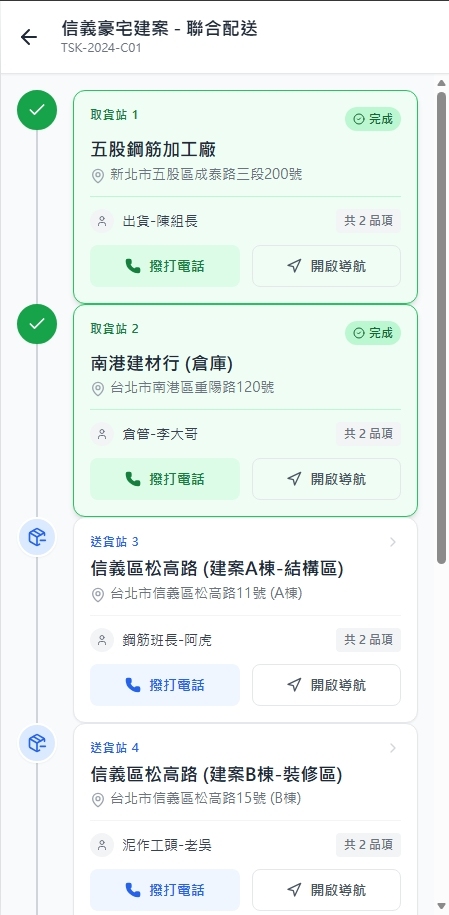 信義豪宅建案 - 聯合配送
TSK-2024-C01
取貨站 1
完成
五股鋼筋加工廠
新北市五股區成泰路三段200號
出貨-陳組長
共 2 品項
撥打電話
開啟導航
取貨站 2
完成
南港建材行 (倉庫)
台北市南港區重陽路120號
倉管-李大哥
共 2 品項
撥打電話
開啟導航
送貨站 3
信義區松高路 (建案A棟-結構區)
台北市信義區松高路11號 (A棟)
鋼筋班長-阿虎
共 2 品項
撥打電話
開啟導航
送貨站 4
信義區松高路 (建案B棟-裝修區)
台北市信義區松高路15號 (B棟)
泥作工頭-老吳
共 2 品項
撥打電話
開啟導航